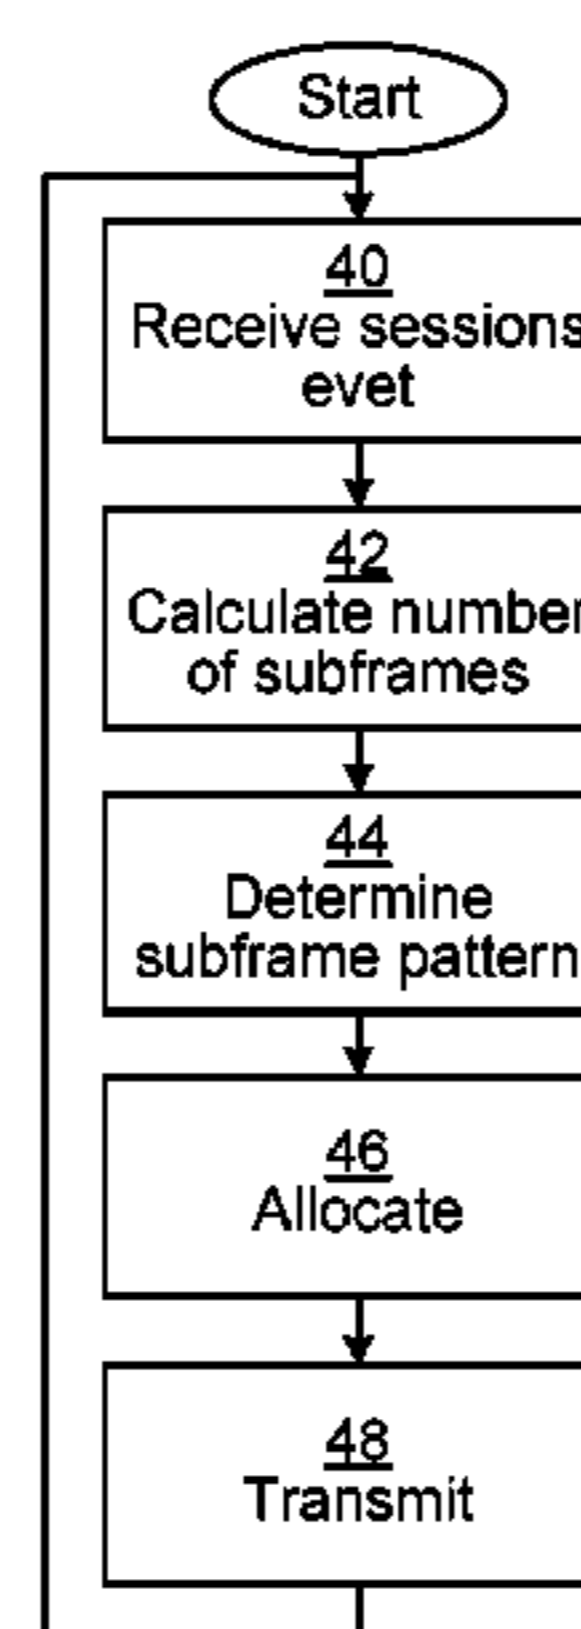 Start
40
Receive sessions
evet
42
Calculate number
of subframes
44
Determine
subframe pattern
46
Allocate
48
Transmit